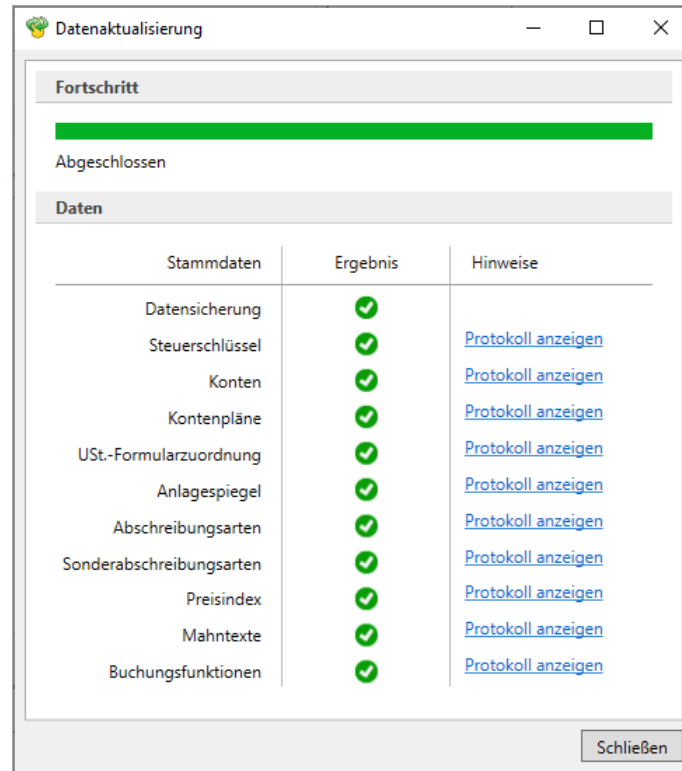 Datenaktualisierung
Fortschritt
Abgeschlossen
Daten
Stammdaten Ergebnis Hinweise
Datensicherung
Steuerschlüssel Protokoll anzeigen
Konten Protokoll anzeigen
Kontenpläne Protokoll anzeigen
USt.-Formularzuordnung Protokoll anzeigen
Anlagespiegel Protokoll anzeigen
Abschreibungsarten Protokoll anzeigen
Sonderabschreibungsarten Protokoll anzeigen
Preisindex Protokoll anzeigen
Mahntexte Protokoll anzeigen
Buchungsfunktionen Protokoll anzeigen
Schließen